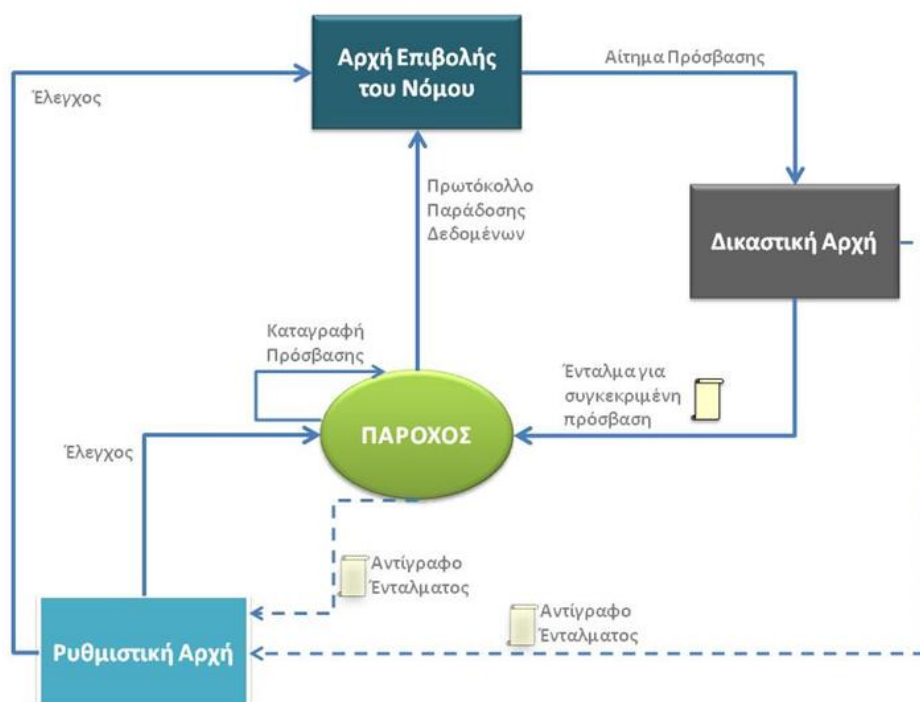 Αρχή Επιβολής
του Νόμου
Αίτημα Πρόσβασης
Έλεγχος
Πρωτόκολλο
Παράδοσης
Δεδομένων
Δικαστική Αρχή
Καταγραφή
Πρόσβασης
Ένταλμα για
συγκεκριμένη
πρόσβαση
ΠΑΡΟΧΟΣ
Έλεγχος
Αντίγραφο
Ένταλματος
Αντίγραφο
Ένταλματος
Ρυθμιστική Αρχή